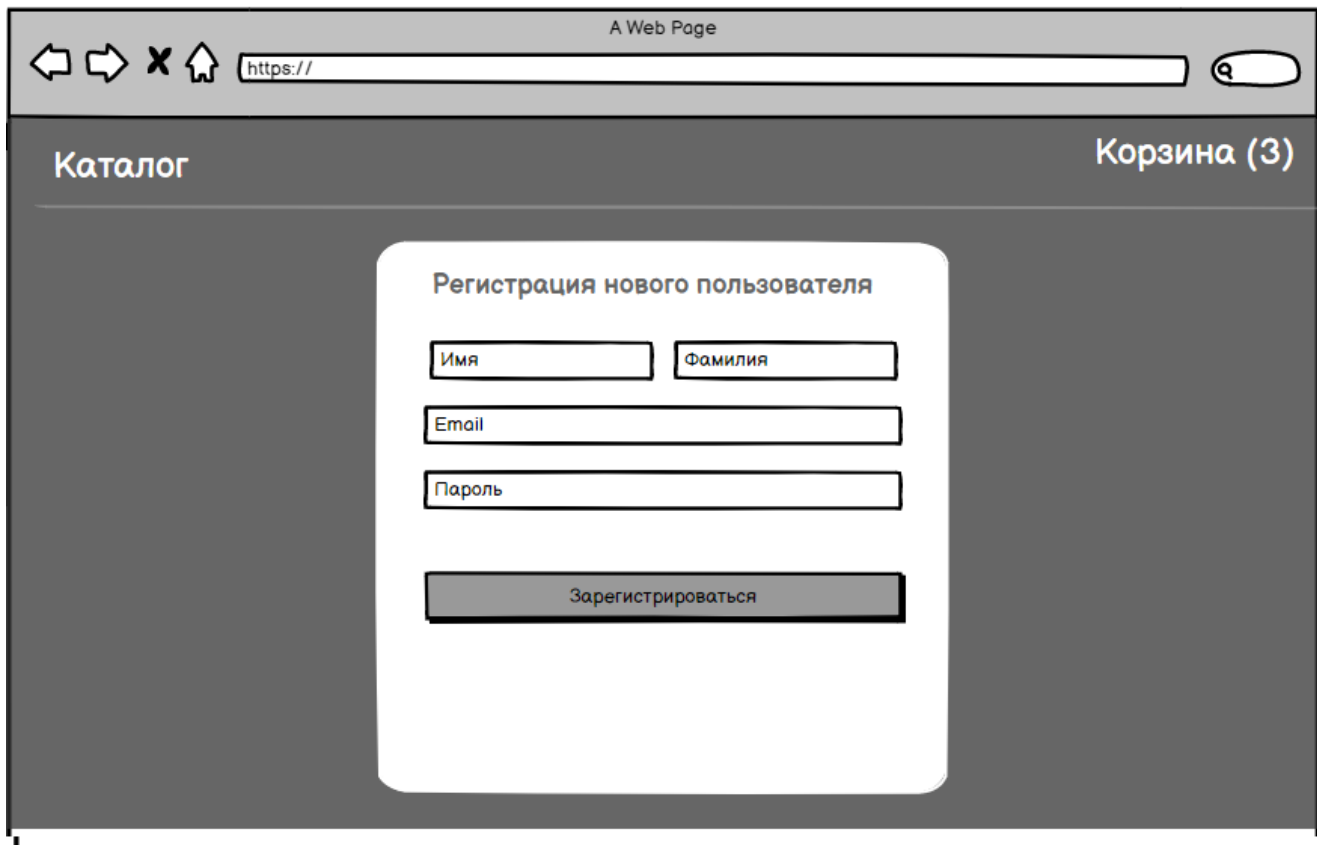 A Web Page
https://
Каталог
Корзина (3)
Регистрация нового пользователя
Имя
Фамилия
Email
Пароль
Зарегистрироваться